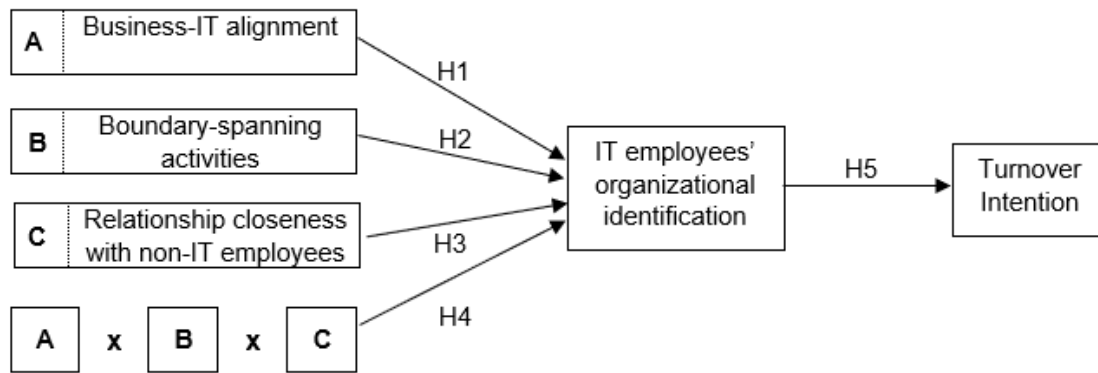 A
Business-IT alignment
H1
B
Boundary-spanning
activities
H2
IT employees'
organizational
identification
H5
Turnover
Intention
C
Relationship closeness
with non-IT employees
H3
A x B x C
H4